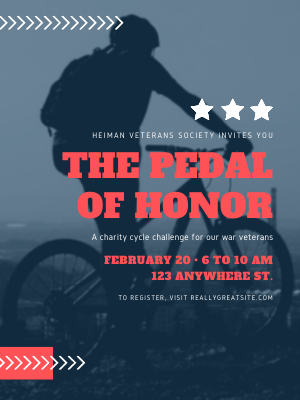 HEIMAN VETERANS SOCIETY INVITES YOU
THE PEDAL
OF HONOR
A charity cycle challenge for our war veterans
FEBRUARY 20 • 6 TO 10 AM
123 ANYWHERE ST.
TO REGISTER, VISIT REALLYGREATSITE.COM